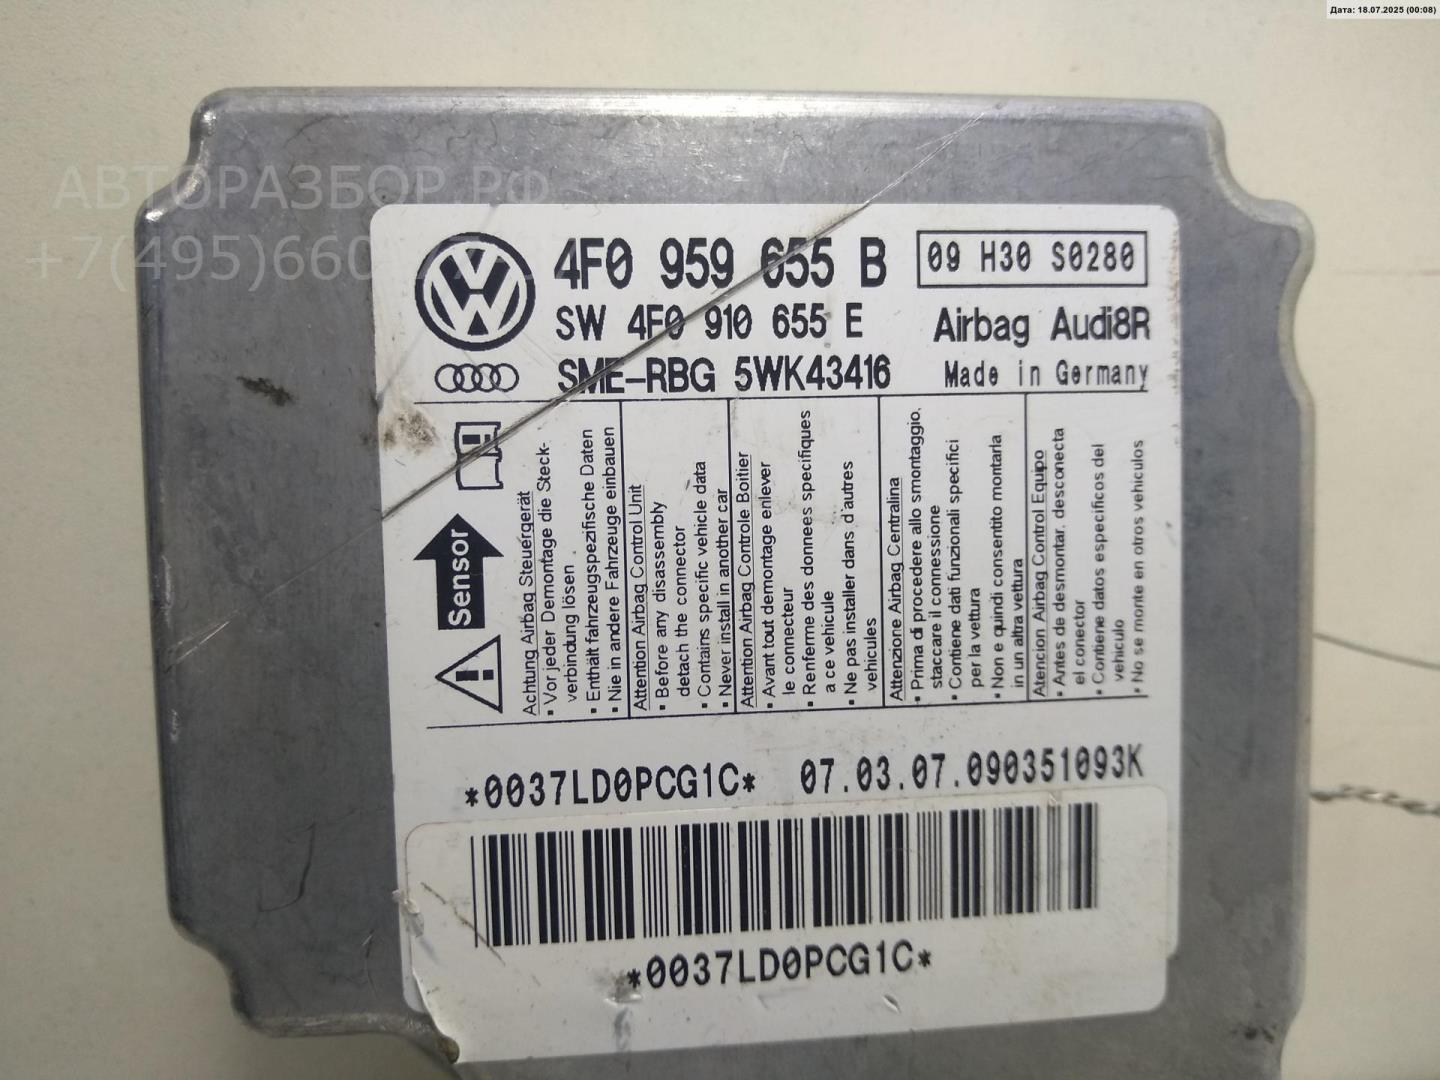 Дата: 18.07.2025 (00:08)
АВТОРАЗБОР.РФ
+7(495)660
4F0 959 655 B
09 H30 S0280
SW 4F0 910 655 E
Airbag Audi8R
SME-RBG 5WK43416
Made in Germany
Sensor
Achtung Airbag Steuergerät
▪ Vor jeder Demontage die Steck-
verbindung lösen
▪ Enthält fahrzeugspezifische Daten
▪ Nie in andere Fahrzeuge einbauen
Attention Airbag Control Unit
▪ Before any disassembly
detach the connector
▪ Contains specific vehicle data
▪ Never install in another car
Attention Airbag Controle Boitier
▪ Avant tout demontage enlever
le connecteur
▪ Renferme des donnees specifiques
a ce vehicule
▪ Ne pas installer dans d'autres
vehicules
Attenzione Airbag Centralina
▪ Prima di procedere allo smontaggio,
staccare il connessione
▪ Contiene dati funzionali specifici
per la vettura
▪ Non e quindi consentito montarla
in un altra vettura
Atencion Airbag Control Equipo
▪ Antes de desmontar, desconecta
el conector
▪ Contiene datos especificos del
vehiculo
▪ No se monte en otros vehiculos
*0037LD0PCG1C* 07.03.07.090351093K
*0037LD0PCG1C*